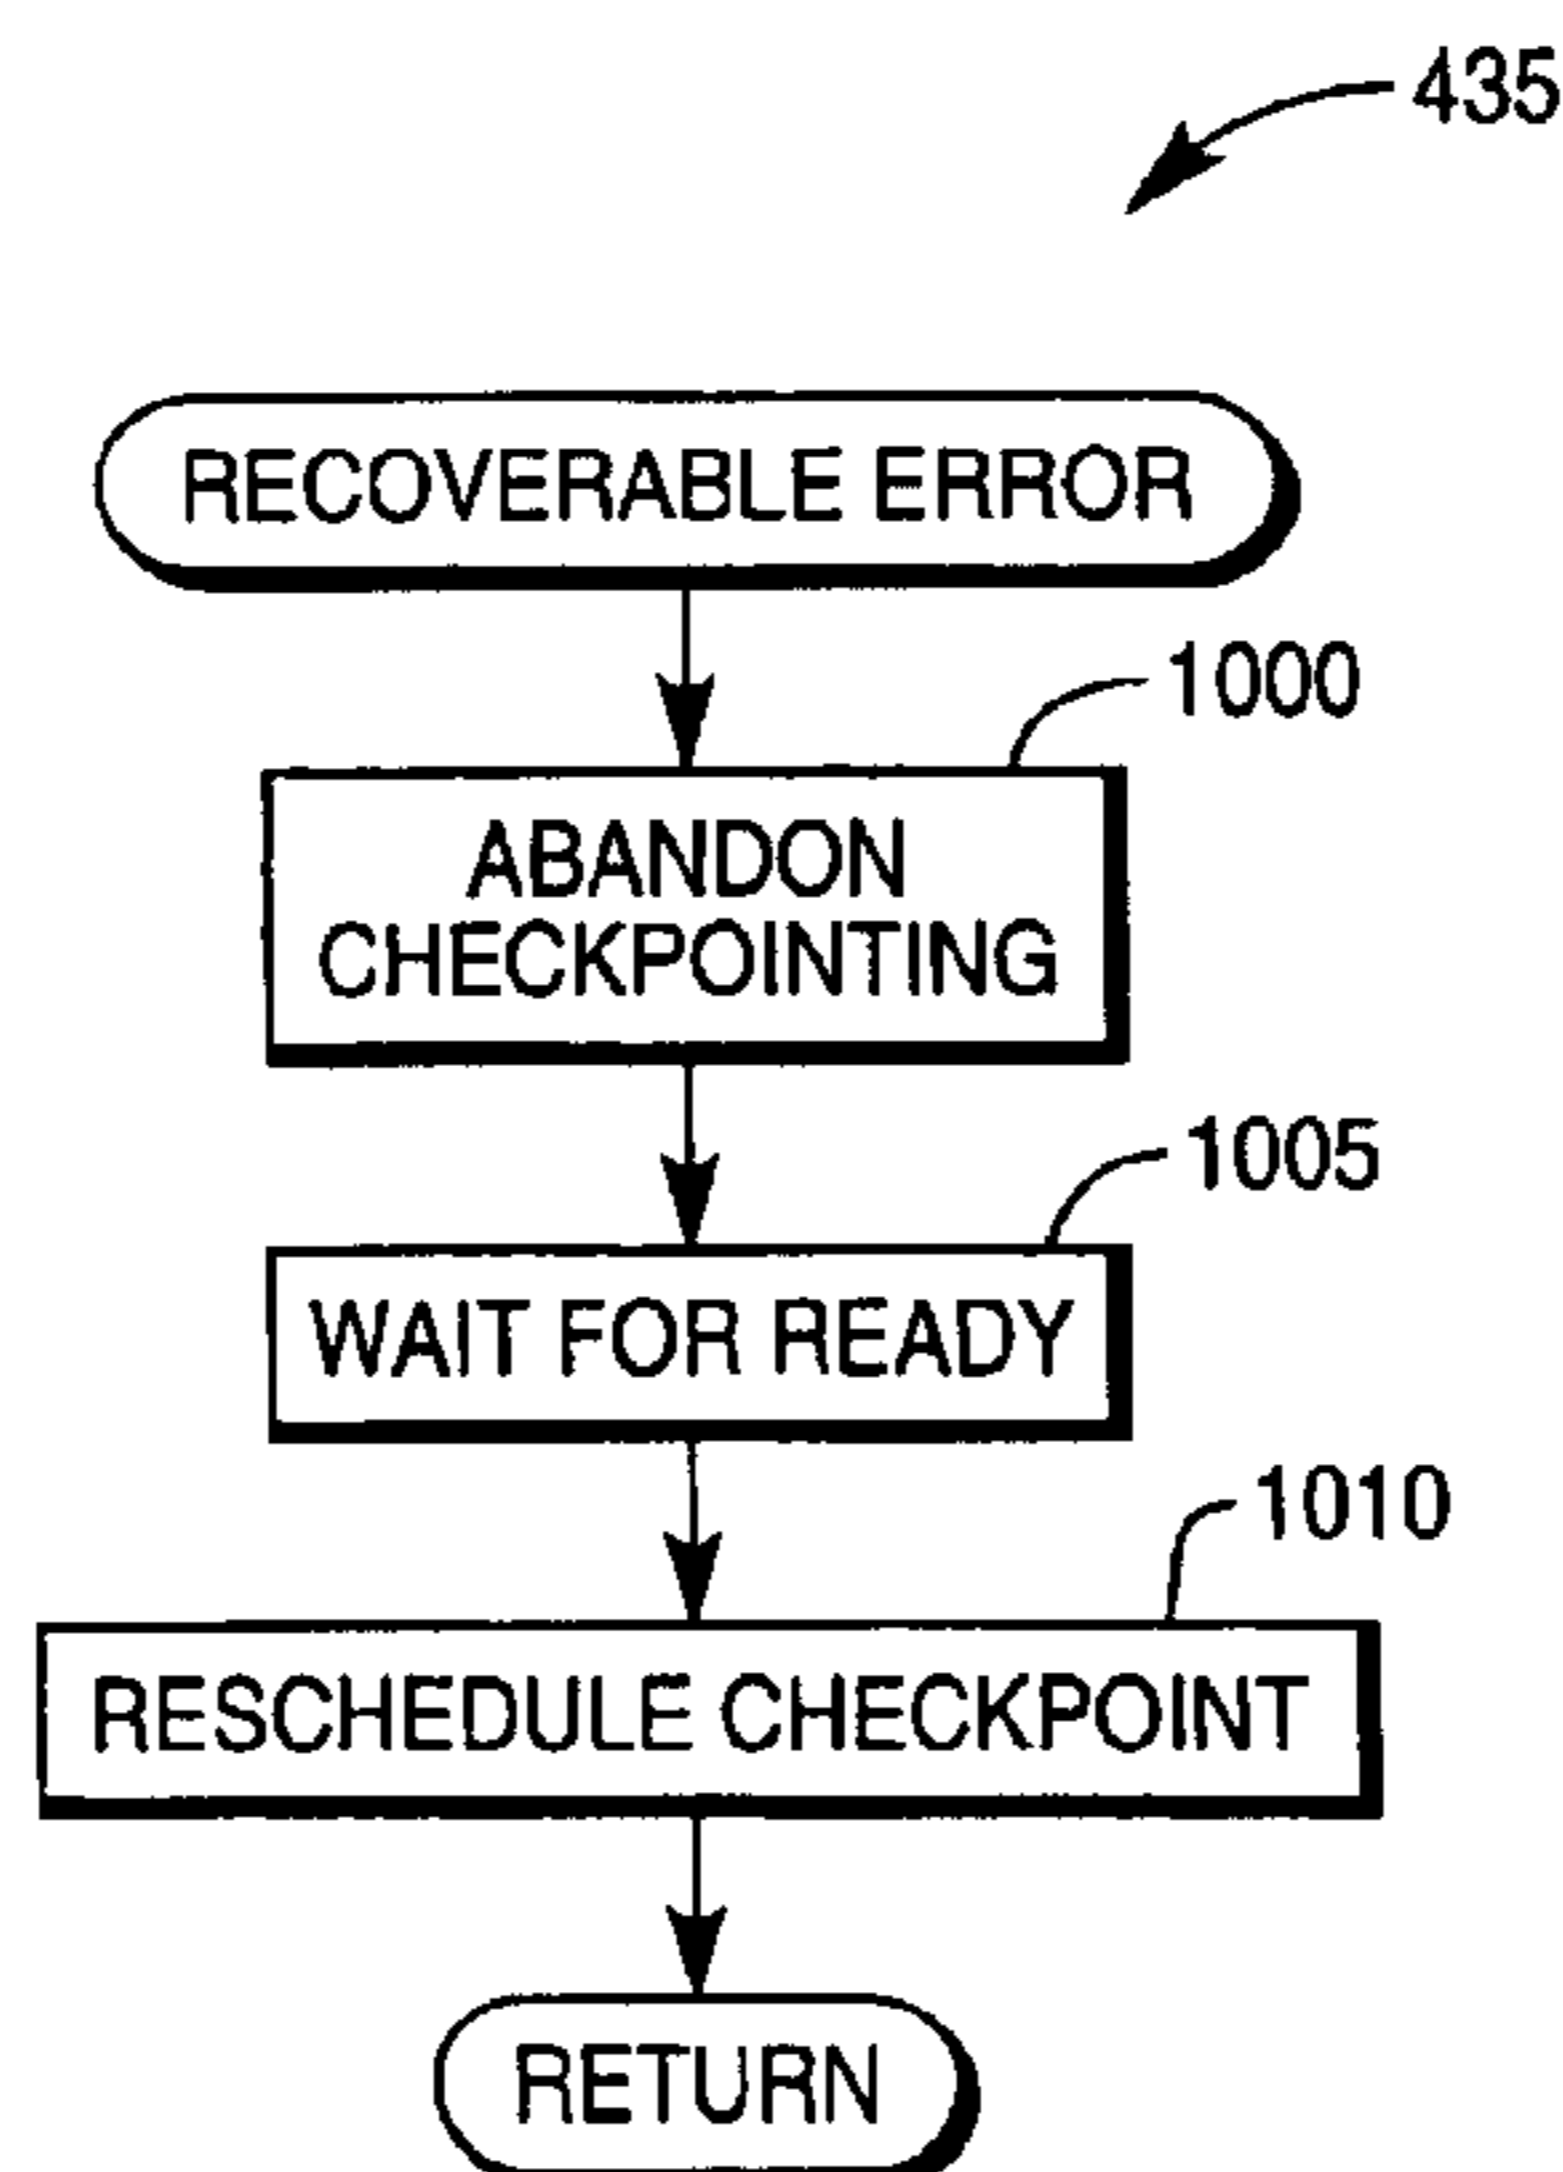 435
RECOVERABLE ERROR
1000
ABANDON
CHECKPOINTING
1005
WAIT FOR READY
1010
RESCHEDULE CHECKPOINT
RETURN